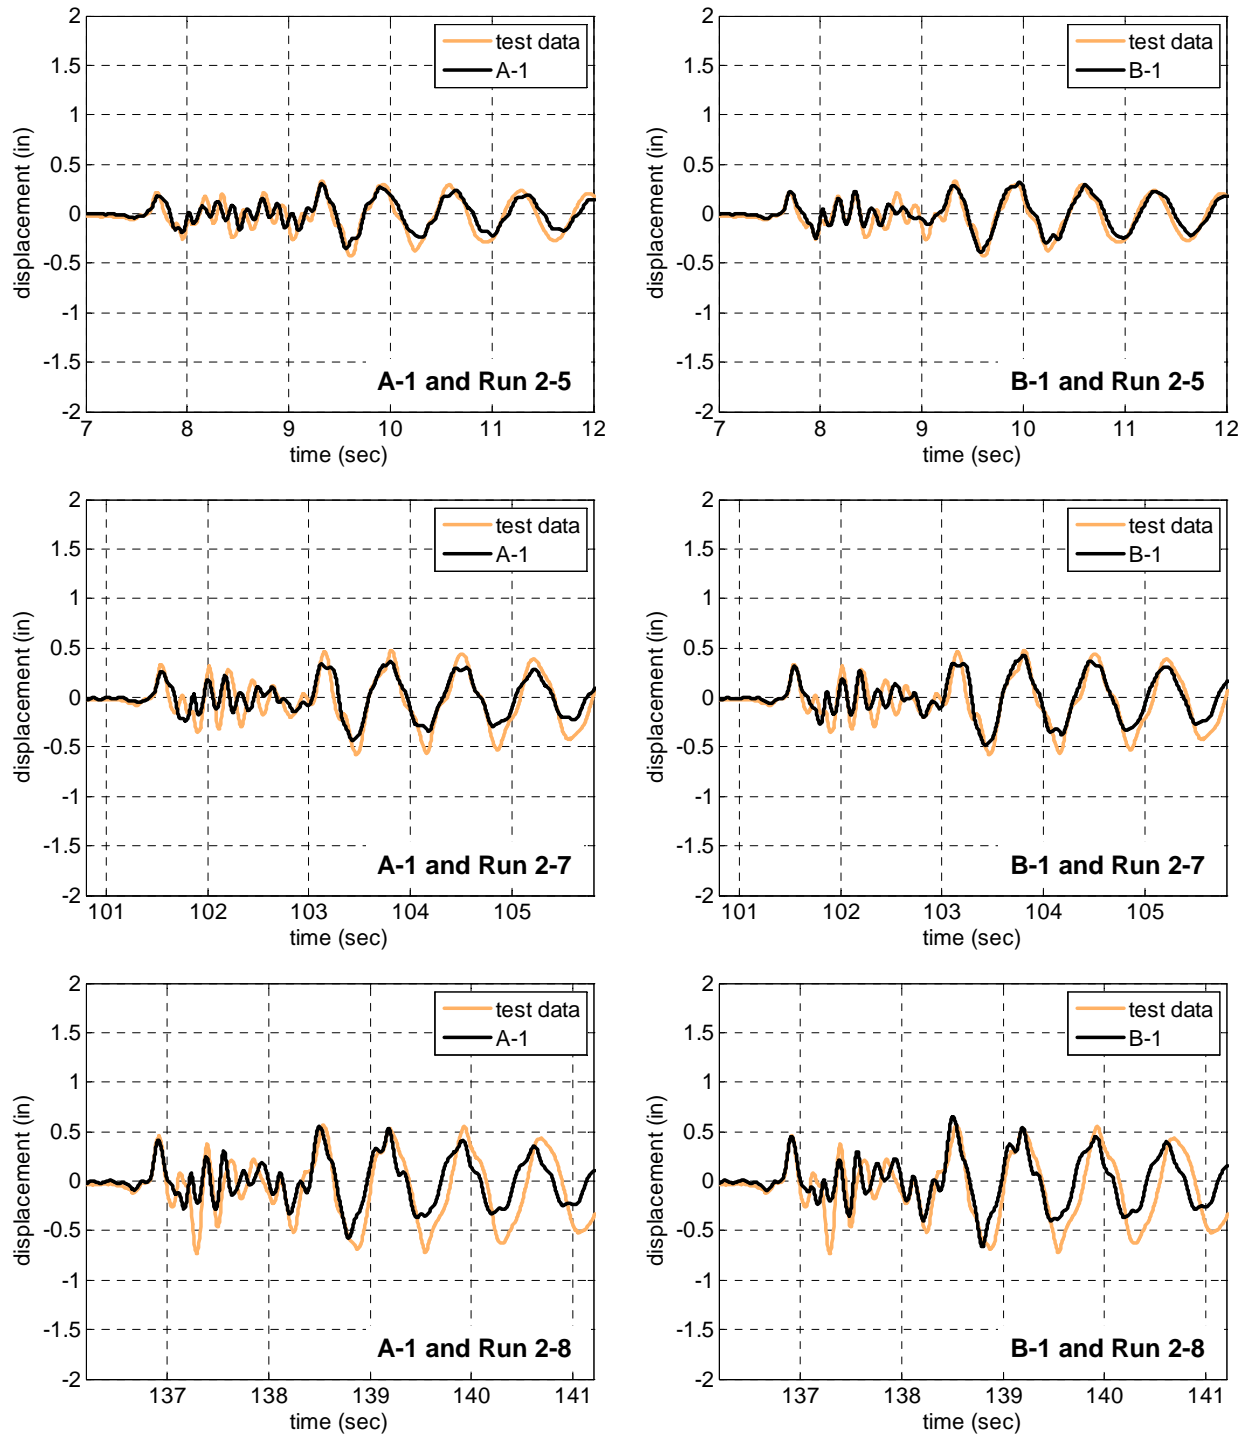 2
1.5
1
0.5
0
-0.5
-1
-1.5
-2
displacement (in)
test data
A-1
A-1 and Run 2-5
7 8 9 10 11 12
time (sec)
2
1.5
1
0.5
0
-0.5
-1
-1.5
-2
displacement (in)
test data
B-1
B-1 and Run 2-5
7 8 9 10 11 12
time (sec)
2
1.5
1
0.5
0
-0.5
-1
-1.5
-2
displacement (in)
test data
A-1
A-1 and Run 2-7
101 102 103 104 105
time (sec)
2
1.5
1
0.5
0
-0.5
-1
-1.5
-2
displacement (in)
test data
B-1
B-1 and Run 2-7
101 102 103 104 105
time (sec)
2
1.5
1
0.5
0
-0.5
-1
-1.5
-2
displacement (in)
test data
A-1
A-1 and Run 2-8
137 138 139 140 141
time (sec)
2
1.5
1
0.5
0
-0.5
-1
-1.5
-2
displacement (in)
test data
B-1
B-1 and Run 2-8
137 138 139 140 141
time (sec)